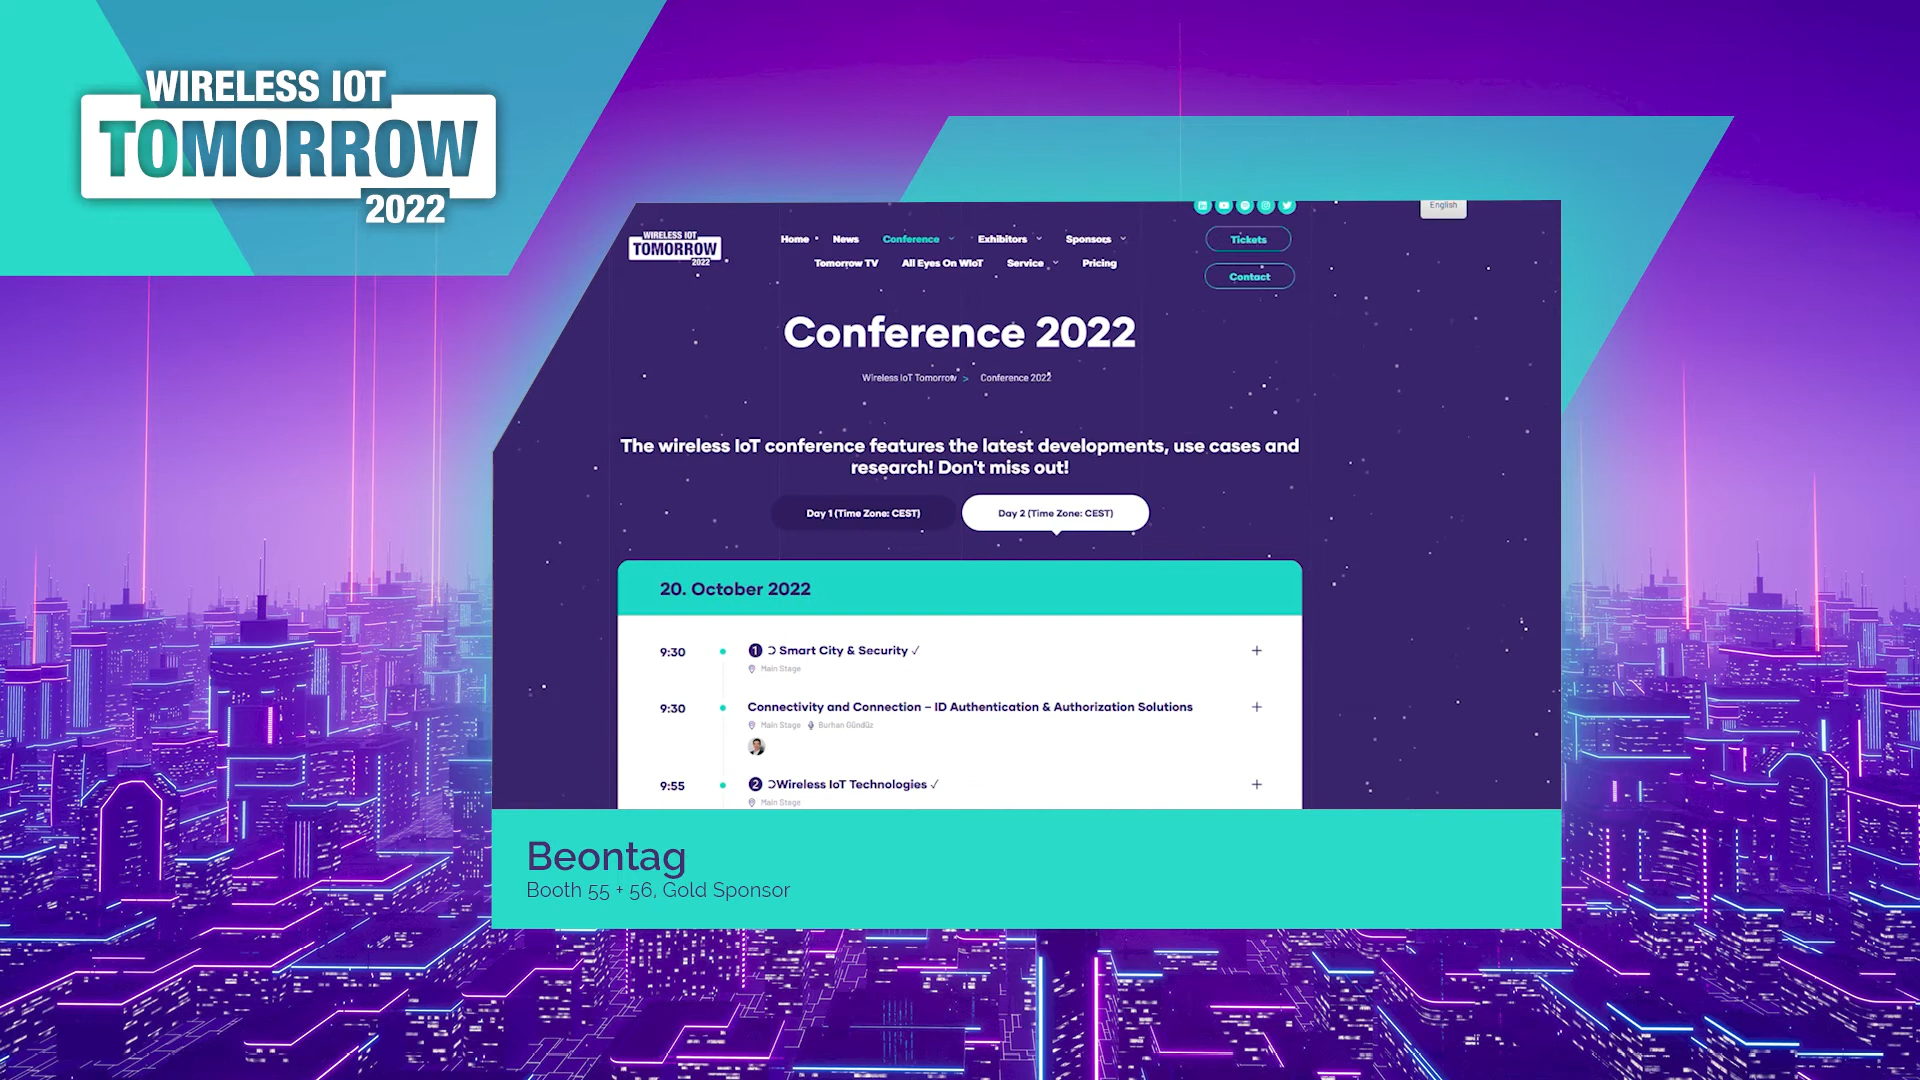 WIRELESS IOT
TOMORROW
2022
English
WIRELESS IOT
TOMORROW
2022
Home News Conference Exhibitors Sponsors
Tomorrow TV All Eyes On WIoT Service Pricing
Tickets
Contact
Conference 2022
Wireless IoT Tomorrow > Conference 2022
The wireless IoT conference features the latest developments, use cases and
research! Don't miss out!
Day 1 (Time Zone: CEST) Day 2 (Time Zone: CEST)
20. October 2022
9:30 1 Ɔ Smart City & Security ✓ +
Main Stage
9:30 Connectivity and Connection – ID Authentication & Authorization Solutions +
Main Stage Burhan Gündüz
9:55 2 ƆWireless IoT Technologies ✓ +
Main Stage
Beontag
Booth 55 + 56, Gold Sponsor